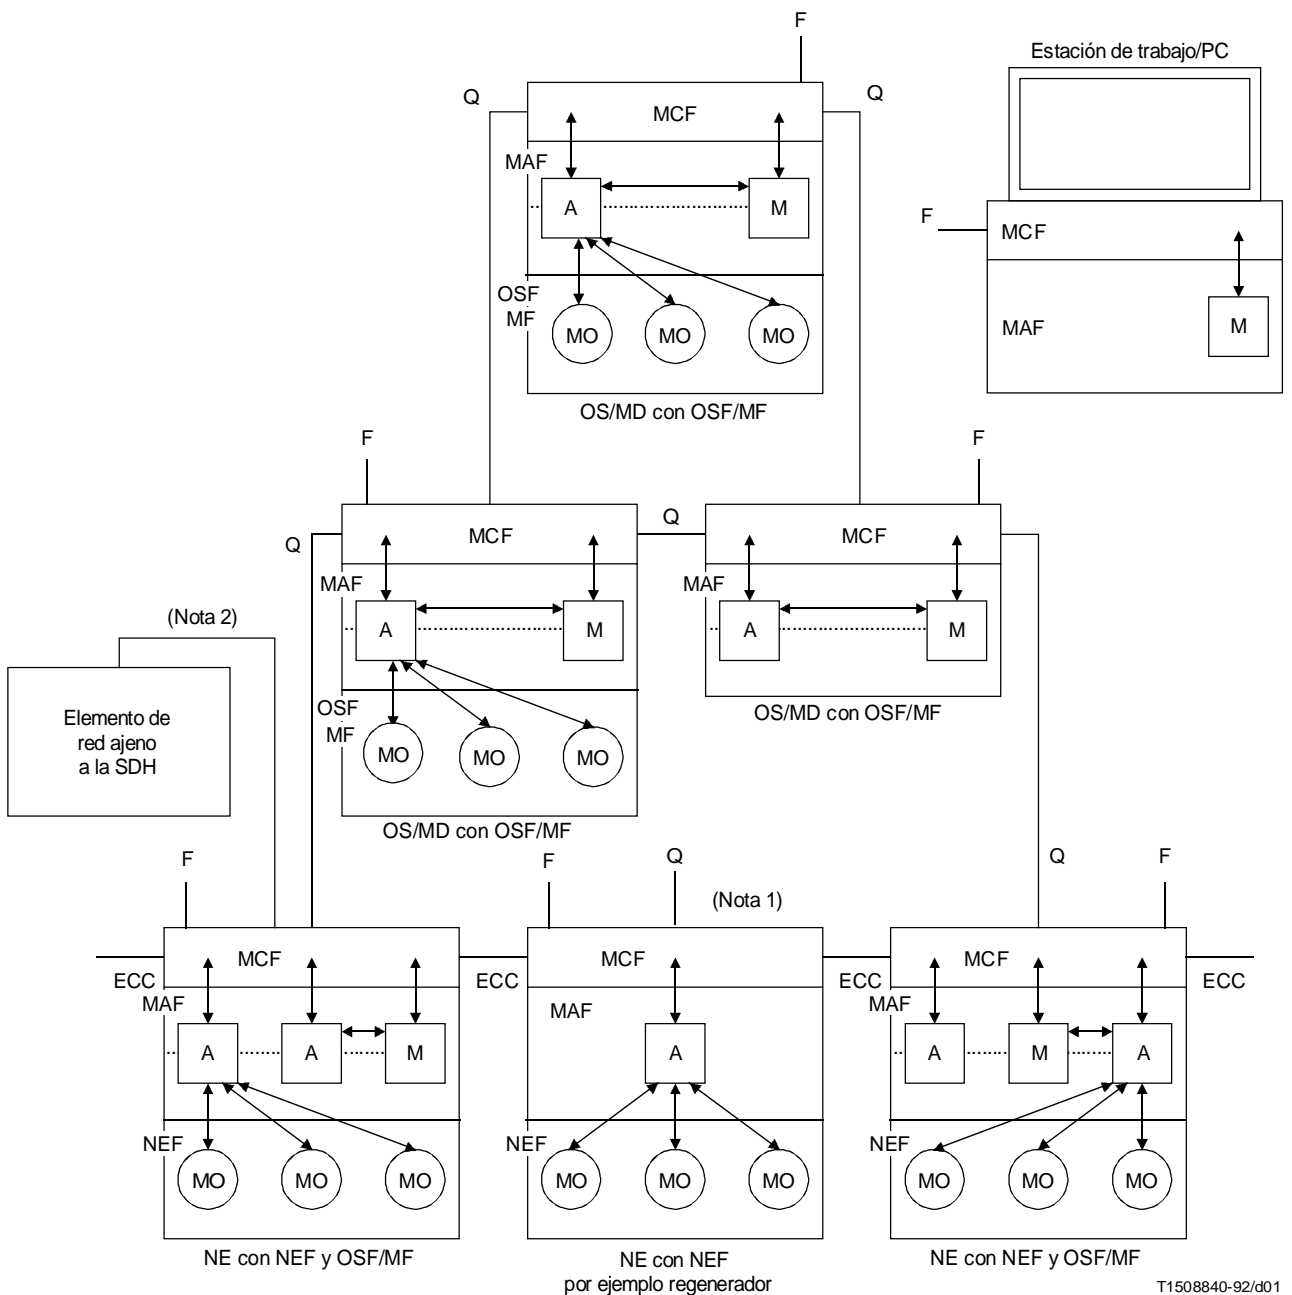 F
Estación de trabajo/PC
Q
MCF
Q
MAF
A
M
F
MCF
OSF
MF
MO
MO
MO
MAF
M
OS/MD con OSF/MF
F
F
Q
MCF
Q
MCF
MAF
A
M
MAF
A
M
(Nota 2)
Elemento de
red ajeno
a la SDH
OSF
MF
MO
MO
MO
OS/MD con OSF/MF
OS/MD con OSF/MF
F
F
Q
(Nota 1)
Q
F
MCF
MCF
MCF
ECC
ECC
ECC
ECC
MAF
A
A
M
MAF
A
MAF
A
M
A
NEF
MO
MO
MO
NEF
MO
MO
MO
NEF
MO
MO
MO
NE con NEF y OSF/MF
NE con NEF
por ejemplo regenerador
NE con NEF y OSF/MF
T1508840-92/d01